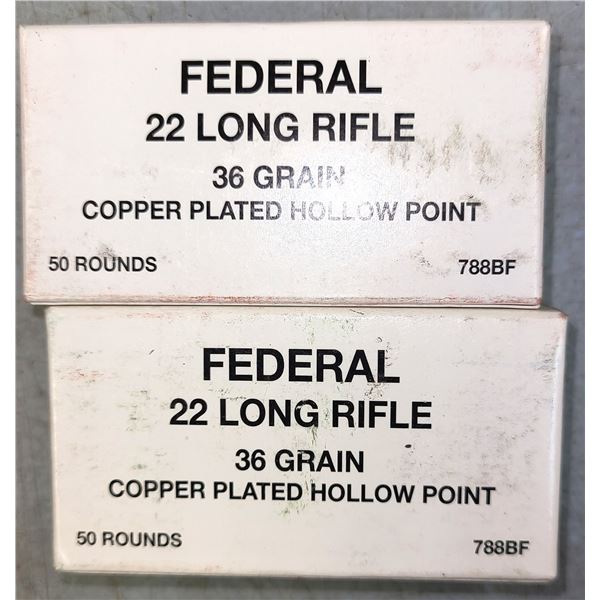 FEDERAL
22 LONG RIFLE
36 GRAIN
COPPER PLATED HOLLOW POINT
50 ROUNDS 788BF
FEDERAL
22 LONG RIFLE
36 GRAIN
COPPER PLATED HOLLOW POINT
50 ROUNDS 788BF